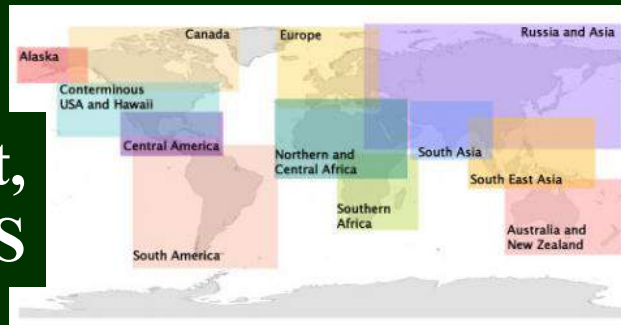 Canada
Europe
Russia and Asia
Alaska
Conterminous
USA and Hawaii
Central America
Northern and
Central Africa
South Asia
South East Asia
Southern
Africa
Australia and
New Zealand
South America
t,
S